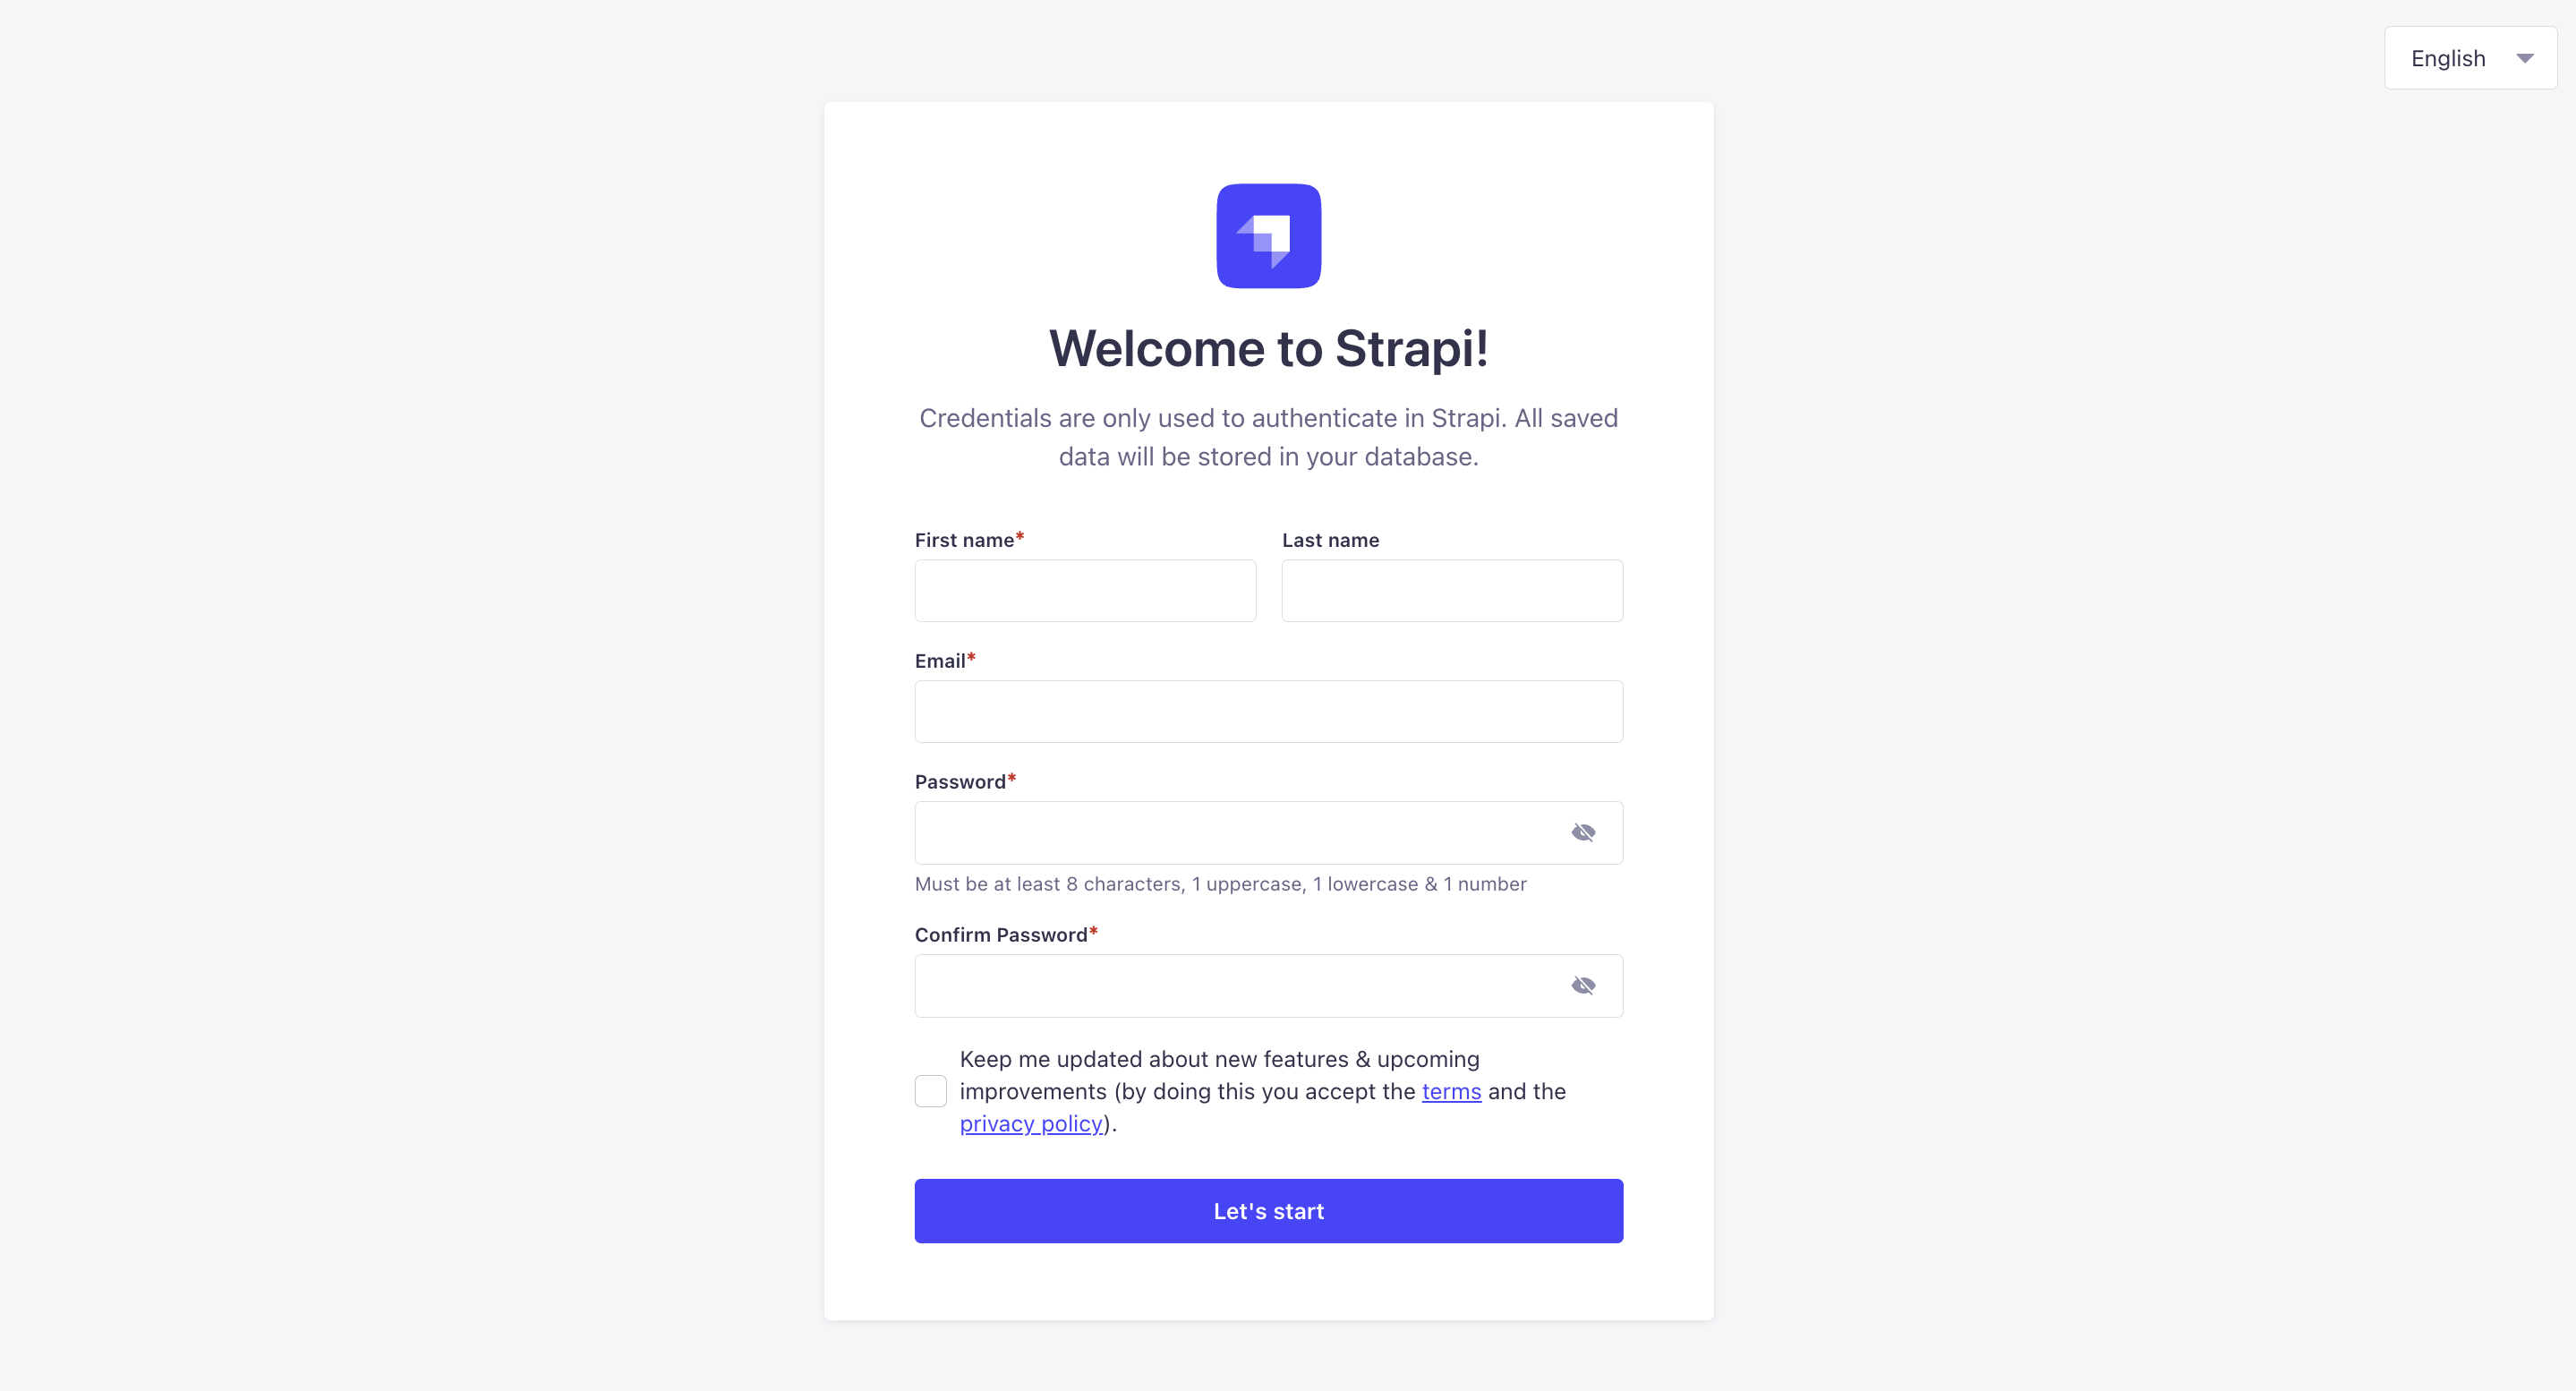 English
Welcome to Strapi!
Credentials are only used to authenticate in Strapi. All saved
data will be stored in your database.
First name*
Last name
Email*
Password*
Must be at least 8 characters, 1 uppercase, 1 lowercase & 1 number
Confirm Password*
Keep me updated about new features & upcoming
improvements (by doing this you accept the terms and the
privacy policy).
Let's start